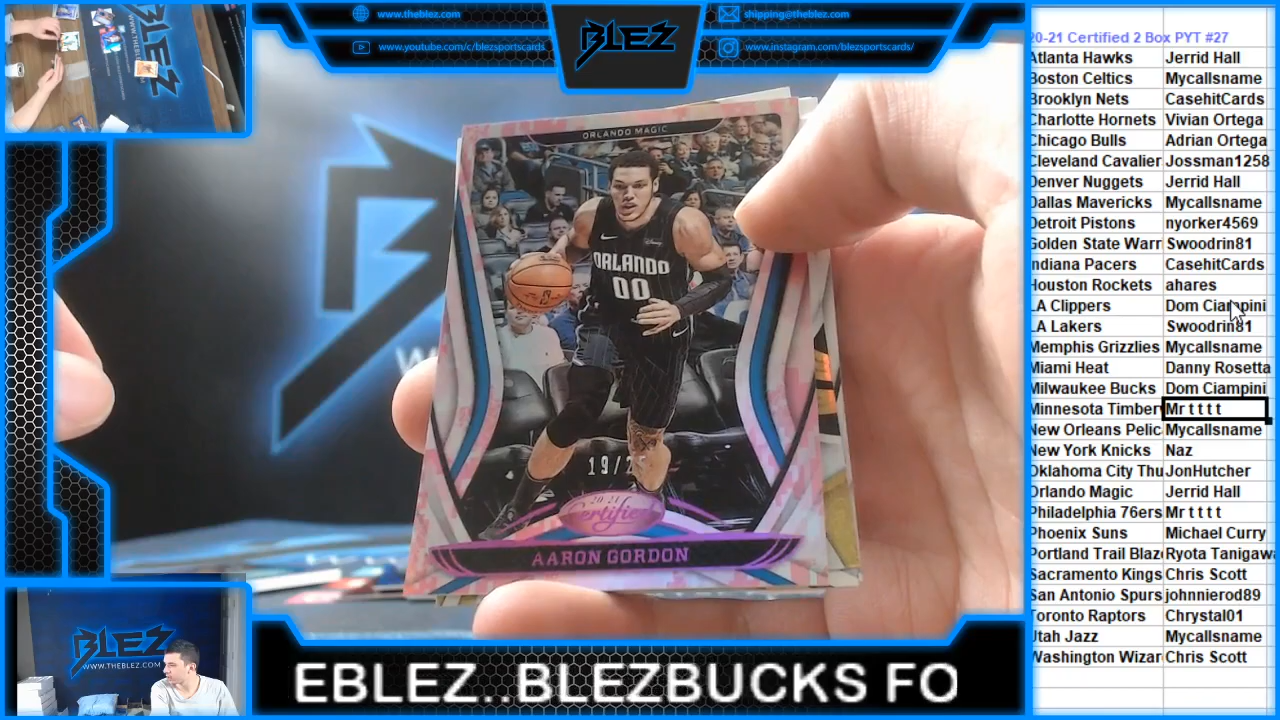 www.theblez.com
shipping@theblez.com
www.youtube.com/c/blezsportscards
www.instagram.com/blezsportscards/
BLEZ
ORLANDO MAGIC
ORLANDO
00
20-21
Certified
AARON GORDON
BLEZ
WWW.THEBLEZ.COM
EBLEZ..BLEZBUCKS FO
20-21 Certified 2 Box PYT #27
Atlanta Hawks Jerrid Hall
Boston Celtics Mycallsname
Brooklyn Nets CasehitCards
Charlotte Hornets Vivian Ortega
Chicago Bulls Adrian Ortega
Cleveland Cavalier Jossman1258
Denver Nuggets Jerrid Hall
Dallas Mavericks Mycallsname
Detroit Pistons nyorker4569
Golden State Warr Swoodrin81
Indiana Pacers CasehitCards
Houston Rockets ahares
LA Clippers Dom Ciampini
LA Lakers Swoodrin81
Memphis Grizzlies Mycallsname
Miami Heat Danny Rosetta
Milwaukee Bucks Dom Ciampini
Minnesota Timber Mr t t t t
New Orleans Pelic Mycallsname
New York Knicks Naz
Oklahoma City Thu JonHutcher
Orlando Magic Jerrid Hall
Philadelphia 76ers Mr t t t t
Phoenix Suns Michael Curry
Portland Trail Blaz Ryota Tanigaw
Sacramento Kings Chris Scott
San Antonio Spurs johnnierod89
Toronto Raptors Chrystal01
Utah Jazz Mycallsname
Washington Wizar Chris Scott